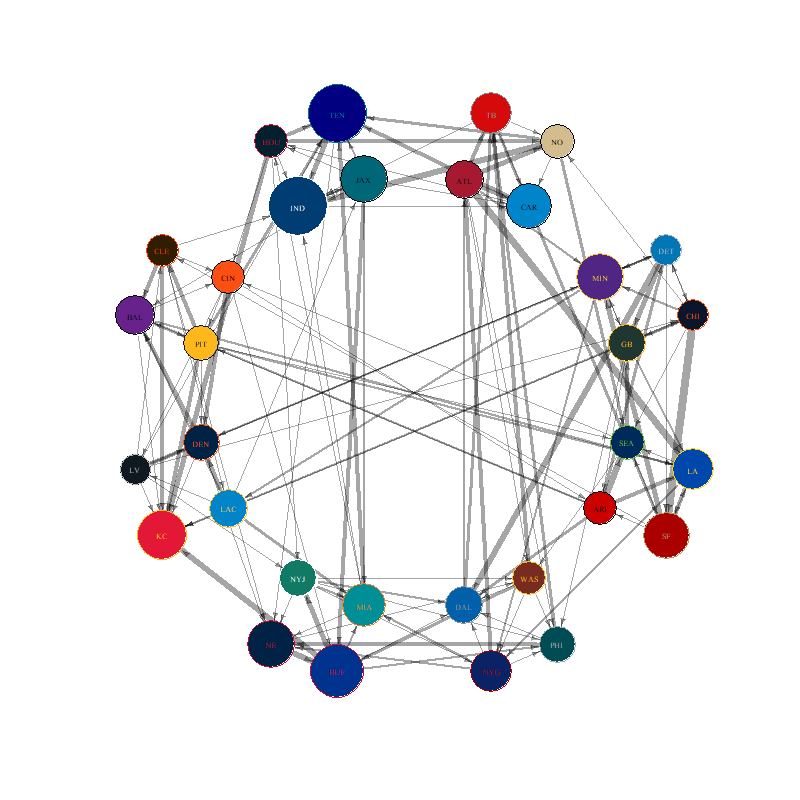 TEN
TB
HOU
NO
JAX
ATL
IND
CAR
CLE
DET
CIN
MIN
BAL
CHI
PIT
GB
DEN
SEA
LV
LA
LAC
ARI
KC
SF
NYJ
WAS
MIA
DAL
NE
PHI
BUF
NYG